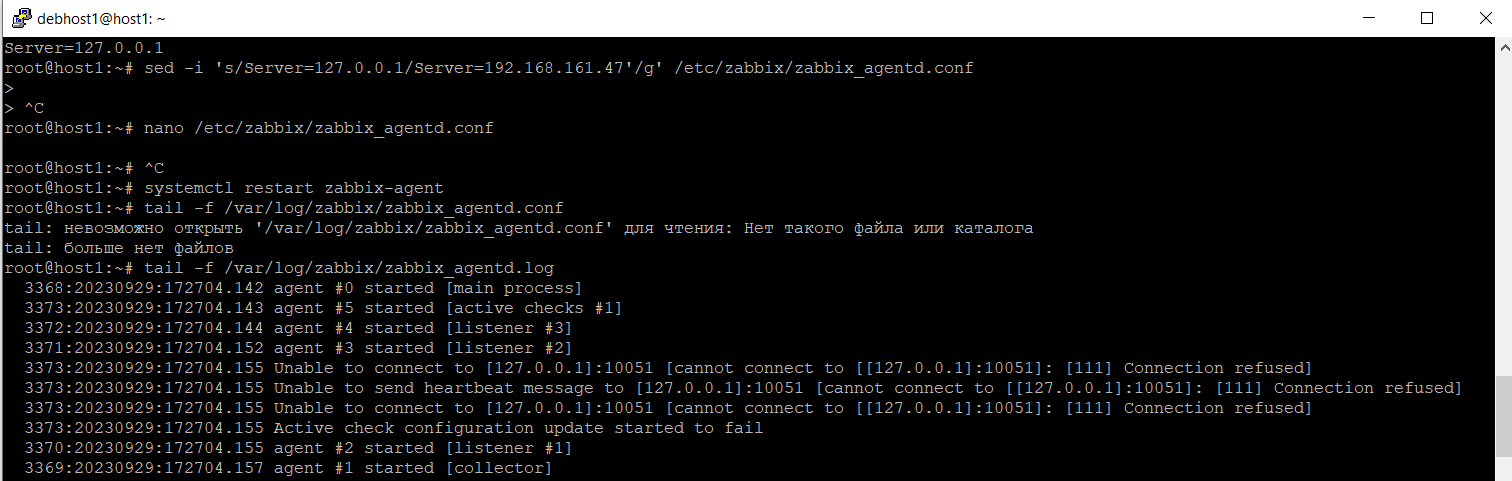 debhost1@host1: ~
Server=127.0.0.1
root@host1:~# sed -i 's/Server=127.0.0.1/Server=192.168.161.47'/g' /etc/zabbix/zabbix_agentd.conf
>
> ^C
root@host1:~# nano /etc/zabbix/zabbix_agentd.conf
root@host1:~# ^C
root@host1:~# systemctl restart zabbix-agent
root@host1:~# tail -f /var/log/zabbix/zabbix_agentd.conf
tail: невозможно открыть '/var/log/zabbix/zabbix_agentd.conf' для чтения: Нет такого файла или каталога
tail: больше нет файлов
root@host1:~# tail -f /var/log/zabbix/zabbix_agentd.log
3368:20230929:172704.142 agent #0 started [main process]
3373:20230929:172704.143 agent #5 started [active checks #1]
3372:20230929:172704.144 agent #4 started [listener #3]
3371:20230929:172704.152 agent #3 started [listener #2]
3373:20230929:172704.155 Unable to connect to [127.0.0.1]:10051 [cannot connect to [[127.0.0.1]:10051]: [111] Connection refused]
3373:20230929:172704.155 Unable to send heartbeat message to [127.0.0.1]:10051 [cannot connect to [[127.0.0.1]:10051]: [111] Connection refused]
3373:20230929:172704.155 Unable to connect to [127.0.0.1]:10051 [cannot connect to [[127.0.0.1]:10051]: [111] Connection refused]
3373:20230929:172704.155 Active check configuration update started to fail
3370:20230929:172704.155 agent #2 started [listener #1]
3369:20230929:172704.157 agent #1 started [collector]